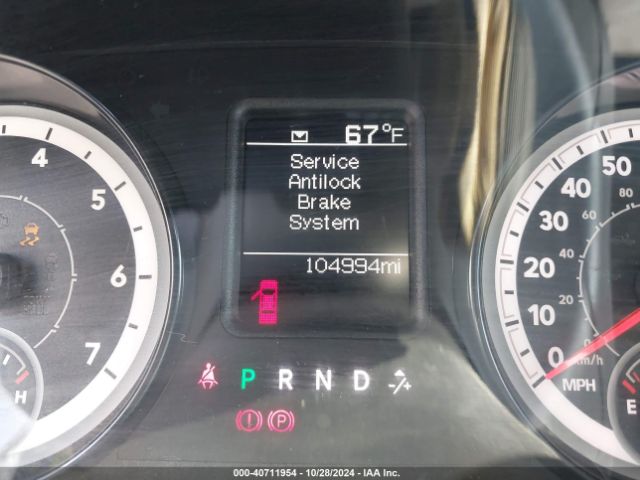 67°F
Service
Antilock
Brake
System
104994mi
4
5
6
7
H
50
40
30
20
10
0
80
60
40
20
0
km/h
MPH
E
P R N D
P
000-40711954 - 10/28/2024 - IAA Inc.